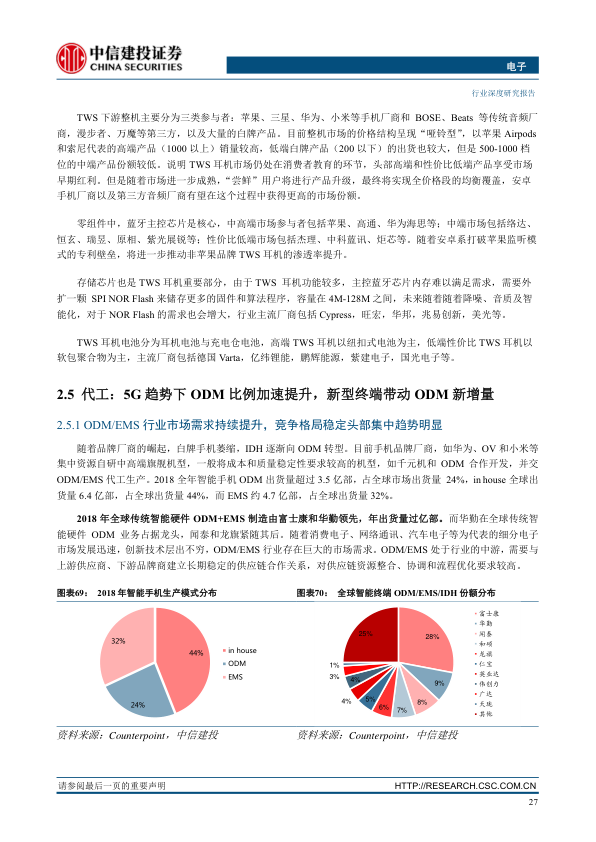 中信建投证券
CHINA SECURITIES
电子
行业深度研究报告
TWS 下游整机主要分为三类参与者：苹果、三星、华为、小米等手机厂商和 BOSE、Beats 等传统音频厂
商，漫步者、万魔等第三方，以及大量的白牌产品。目前整机市场的价格结构呈现“哑铃型”，以苹果 Airpods
和索尼代表的高端产品（1000 以上）销量较高，低端白牌产品（200 以下）的出货也较大，但是 500-1000 档
位的中端产品份额较低。说明 TWS 耳机市场仍处在消费者教育的环节，头部高端和性价比低端产品享受市场
早期红利。但是随着市场进一步成熟，“尝鲜”用户将进行产品升级，最终将实现全价格段的均衡覆盖，安卓
手机厂商以及第三方音频厂商有望在这个过程中获得更高的市场份额。
零组件中，蓝牙主控芯片是核心，中高端市场参与者包括苹果、高通、华为海思等；中端市场包括络达、
恒玄、瑞昱、原相、紫光展锐等；性价比低端市场包括杰理、中科蓝讯、炬芯等。随着安卓系打破苹果监听模
式的专利壁垒，将进一步推动非苹果品牌 TWS 耳机的渗透率提升。
存储芯片也是 TWS 耳机重要部分，由于 TWS 耳机功能较多，主控蓝牙芯片内存难以满足需求，需要外
扩一颗 SPI NOR Flash 来储存更多的固件和算法程序，容量在 4M-128M 之间，未来随着随着降噪、音质及智
能化，对于 NOR Flash 的需求也会增大，行业主流厂商包括 Cypress，旺宏，华邦，兆易创新，美光等。
TWS 耳机电池分为耳机电池与充电仓电池，高端 TWS 耳机以纽扣式电池为主，低端性价比 TWS 耳机以
软包聚合物为主，主流厂商包括德国 Varta，亿纬锂能，鹏辉能源，紫建电子，国光电子等。
2.5 代工：5G 趋势下 ODM 比例加速提升，新型终端带动 ODM 新增量
2.5.1 ODM/EMS 行业市场需求持续提升，竞争格局稳定头部集中趋势明显
随着品牌厂商的崛起，白牌手机萎缩，IDH 逐渐向 ODM 转型。目前手机品牌厂商，如华为、OV 和小米等
集中资源自研中高端旗舰机型，一般将成本和质量稳定性要求较高的机型，如千元机和 ODM 合作开发，并交
ODM/EMS 代工生产。2018 全年智能手机 ODM 出货量超过 3.5 亿部，占全球市场出货量 24%，in house 全球出
货量 6.4 亿部，占全球出货量 44%，而 EMS 约 4.7 亿部，占全球出货量 32%。
2018 年全球传统智能硬件 ODM+EMS 制造由富士康和华勤领先，年出货量过亿部。而华勤在全球传统智
能硬件 ODM 业务占据龙头，闻泰和龙旗紧随其后。随着消费电子、网络通讯、汽车电子等为代表的细分电子
市场发展迅速，创新技术层出不穷，ODM/EMS 行业存在巨大的市场需求。ODM/EMS 处于行业的中游，需要与
上游供应商、下游品牌商建立长期稳定的供应链合作关系，对供应链资源整合、协调和流程优化要求较高。
图表69： 2018 年智能手机生产模式分布
44%
24%
32%
in house
ODM
EMS
资料来源：Counterpoint，中信建投
图表70： 全球智能终端 ODM/EMS/IDH 份额分布
28%
9%
8%
7%
6%
5%
4%
4%
3%
1%
25%
富士康
华勤
闻泰
和硕
龙旗
仁宝
英业达
伟创力
广达
天珑
其他
资料来源：Counterpoint，中信建投
请参阅最后一页的重要声明
HTTP://RESEARCH.CSC.COM.CN
27